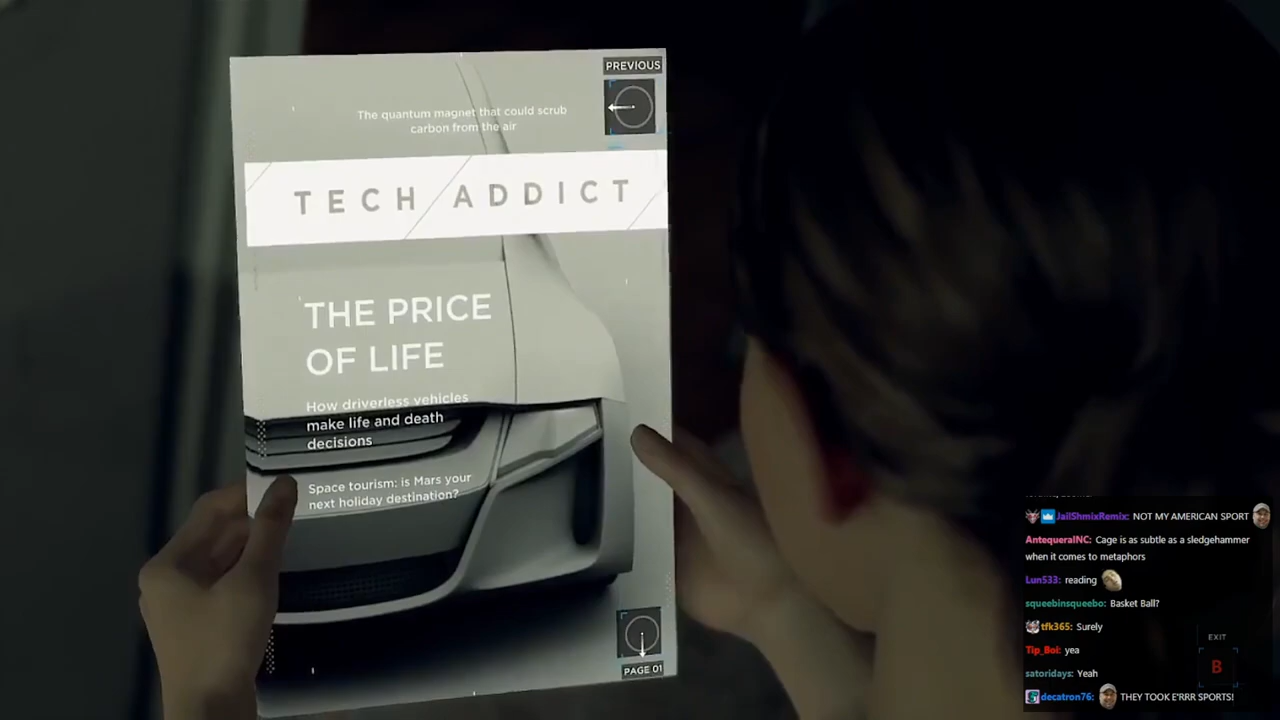 PREVIOUS
The quantum magnet that could scrub
carbon from the air
TECH ADDICT
THE PRICE
OF LIFE
How driverless vehicles
make life and death
decisions
Space tourism: is Mars your
next holiday destination?
PAGE 01
JailShmixRemix: NOT MY AMERICAN SPORT
AntequeraINC: Cage is as subtle as a sledgehammer
when it comes to metaphors
Lun533: reading
squeebinsqueebo: Basket Ball?
tfk365: Surely
Tip_Boi: yea
satoridays: Yeah
decatron76: THEY TOOK E'RRR SPORTS!
EXIT
B